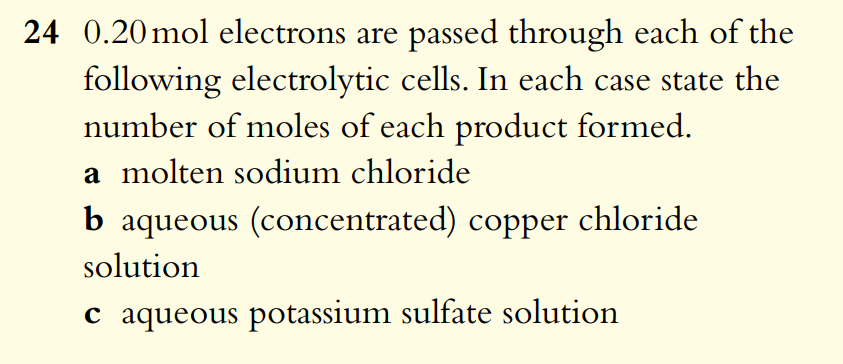 24 0.20 mol electrons are passed through each of the
following electrolytic cells. In each case state the
number of moles of each product formed.
a molten sodium chloride
b aqueous (concentrated) copper chloride
solution
c aqueous potassium sulfate solution